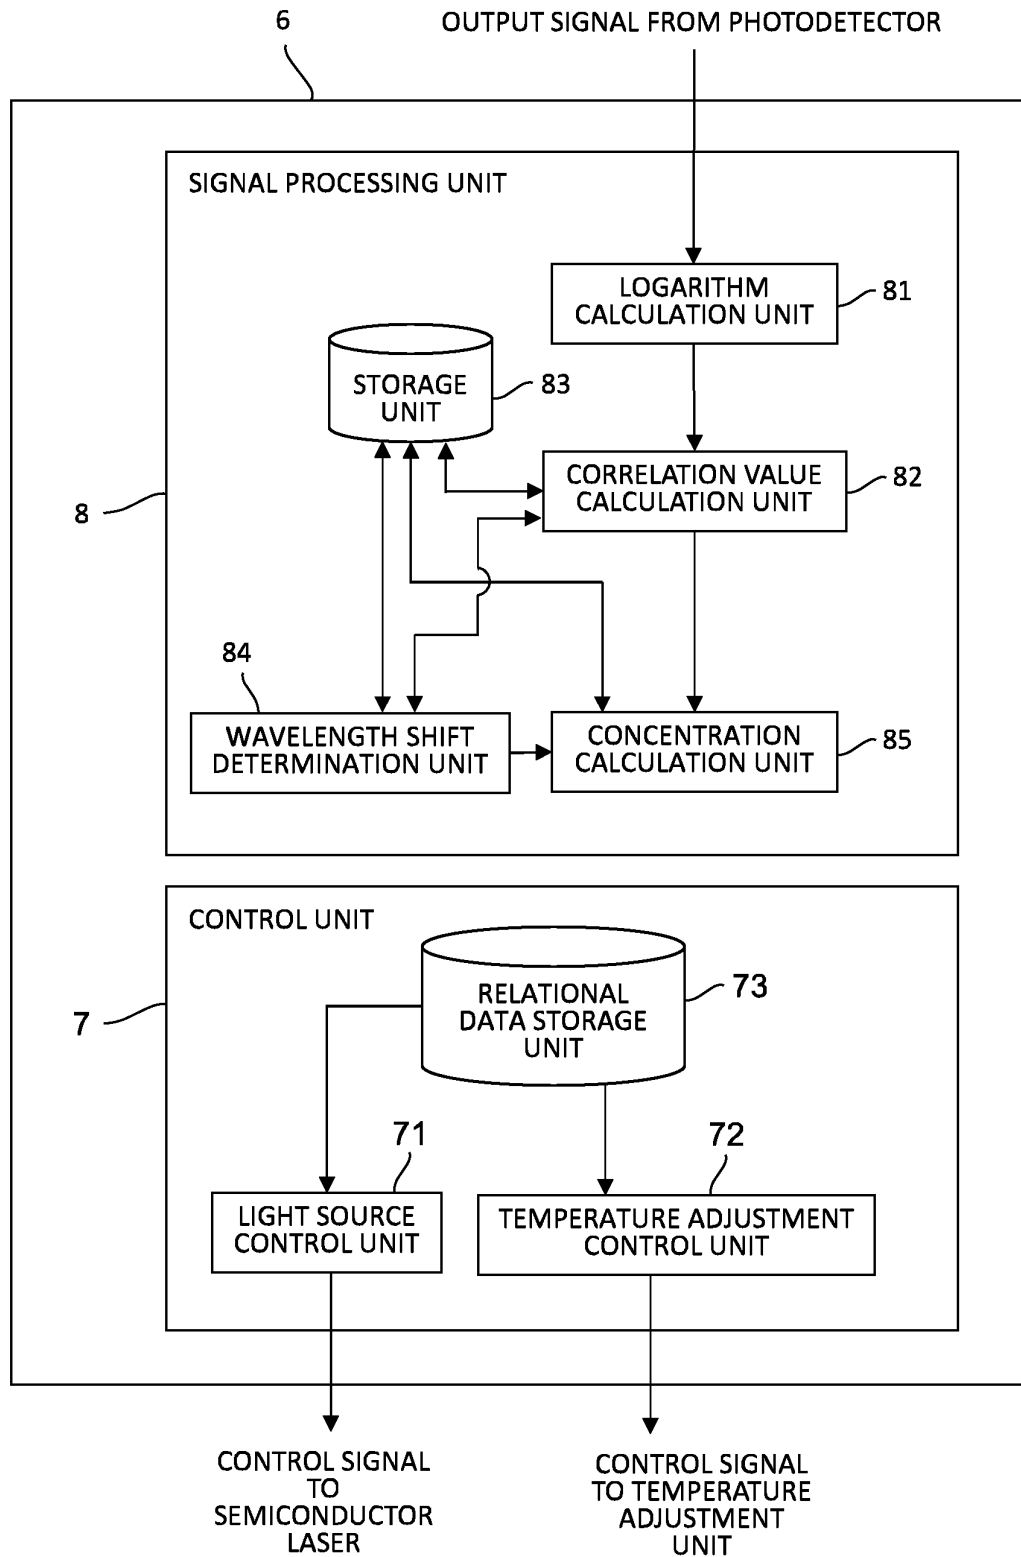 6
OUTPUT SIGNAL FROM PHOTODETECTOR
SIGNAL PROCESSING UNIT
LOGARITHM
CALCULATION UNIT
81
STORAGE
UNIT
83
CORRELATION VALUE
CALCULATION UNIT
82
8
84
WAVELENGTH SHIFT
DETERMINATION UNIT
CONCENTRATION
CALCULATION UNIT
85
CONTROL UNIT
RELATIONAL
DATA STORAGE
UNIT
73
7
71
72
LIGHT SOURCE
CONTROL UNIT
TEMPERATURE ADJUSTMENT
CONTROL UNIT
CONTROL SIGNAL
TO
SEMICONDUCTOR
LASER
CONTROL SIGNAL
TO TEMPERATURE
ADJUSTMENT
UNIT